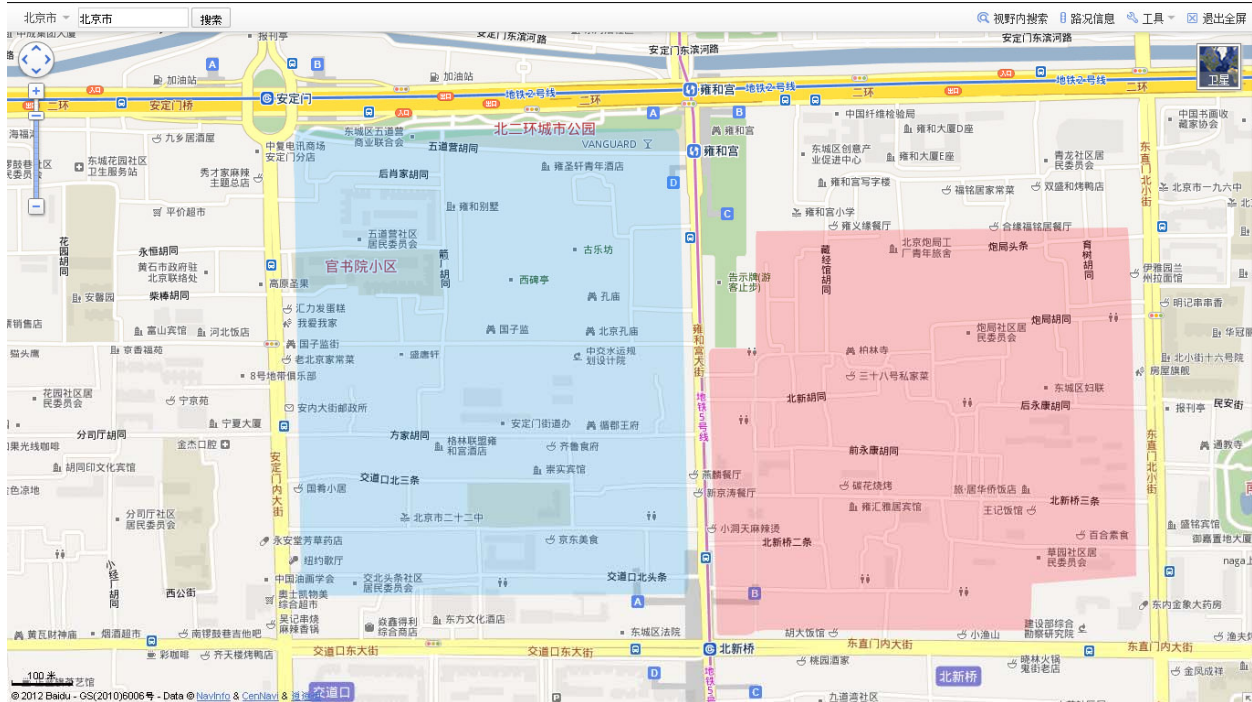 北京市
北京市
搜索
视野内搜索
路况信息
工具
退出全屏
报刊亭
安定门东滨河路
安定门东滨河路
安定门东滨河路
A
B
加油站
加油站
卫星
入口
安定门桥
安定门
入口
出口
出口
地铁2号线
二环
雍和宫
地铁2号线
二环
入口
出口
入口
地铁2号线
二环
A
B
北二环城市公园
东城区五道营
商业联合会
五道营胡同
VANGUARD
雍和宫
雍和宫
中国纤维检验局
雍和大厦D座
中国书画收
藏家协会
九乡居酒屋
中复电讯商场
安定门分店
东城花园社区
卫生服务站
秀才家麻辣
主题总店
后肖家胡同
雍圣轩青年酒店
D
C
东城区创意产
业促进中心
雍和大厦E座
青龙社区居
民委员会
东直门北小街
雍和宫写字楼
福铭居家常菜
双盛和烤鸭店
北京市一九六中
平价超市
雍和别墅
雍和宫小学
雍义缘餐厅
合缘福铭居餐厅
五道营社区
居民委员会
箭厂胡同
古乐坊
藏经馆胡同
北京炮局工
厂青年旅舍
炮局头条
育树胡同
花园胡同
永恒胡同
黄石市政府驻
北京联络处
官书院小区
高原圣果
西碑亭
告示牌(游
客止步)
伊雅园兰
州拉面馆
安馨园
柴棒胡同
汇力发蛋糕
我爱我家
孔庙
明记串串香
富山宾馆
河北饭店
国子监
北京孔庙
炮局胡同
炮局社区居
民委员会
雍和宫大街
猫头鹰
京香福苑
国子监街
老北京家常菜
盛唐轩
中交水运规
划设计院
柏林寺
北小街十六号院
房屋旗舰
8号地带俱乐部
三十八号私家菜
东城区妇联
花园社区居
民委员会
宁京苑
安内大街邮政所
北新胡同
后永康胡同
报刊亭
民安街
宁夏大厦
安定门街道办
循郡王府
地铁5号线
分司厅胡同
金杰口腔
方家胡同
格林联盟雍
和宫酒店
齐鲁食府
前永康胡同
东直门北小街
通教寺
胡同印文化宾馆
安定门内大街
交道口北三条
崇实宾馆
燕麟餐厅
国肴小居
新京涛餐厅
碳花烧烤
旅·居华侨饭店
北新桥三条
分司厅社区
居民委员会
北京市二十二中
雍汇雅居宾馆
王记饭馆
小洞天麻辣烫
盛铭宾馆
御嘉置地大厦
永安堂芳草药店
京东美食
北新桥二条
百合素食
纽约歌厅
草园社区居
民委员会
小经厂胡同
中国油画学会
交北头条社区
居民委员会
交道口北头条
西公街
奥士凯物美
综合超市
A
B
吴记串烧
麻辣香锅
焱鑫得利
综合商店
东方文化酒店
东内金象大药房
黄瓦财神庙
烟酒超市
南锣鼓巷吉他吧
东城区法院
胡大饭馆
小渔山
建设部综合
勘察研究院
彩咖啡
齐天楼烤鸭店
交道口东大街
交道口东大街
北新桥
东直门内大街
东直门内大街
桃园酒家
晓林火锅
鬼街老店
金凤成祥
100 米
D
C
交道口
北新桥
九道湾社区
© 2012 Baidu - GS(2010)6006号 - Data © NavInfo & CenNavi &